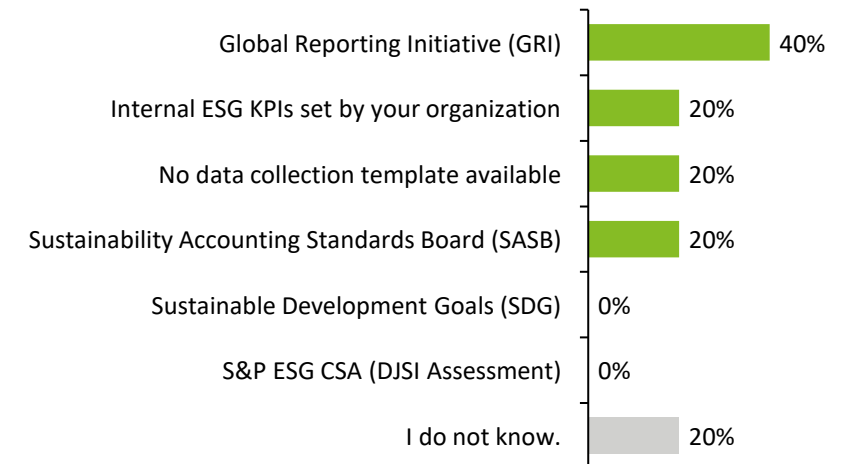 Global Reporting Initiative (GRI) 40%
Internal ESG KPIs set by your organization 20%
No data collection template available 20%
Sustainability Accounting Standards Board (SASB) 20%
Sustainable Development Goals (SDG) 0%
S&P ESG CSA (DJSI Assessment) 0%
I do not know. 20%